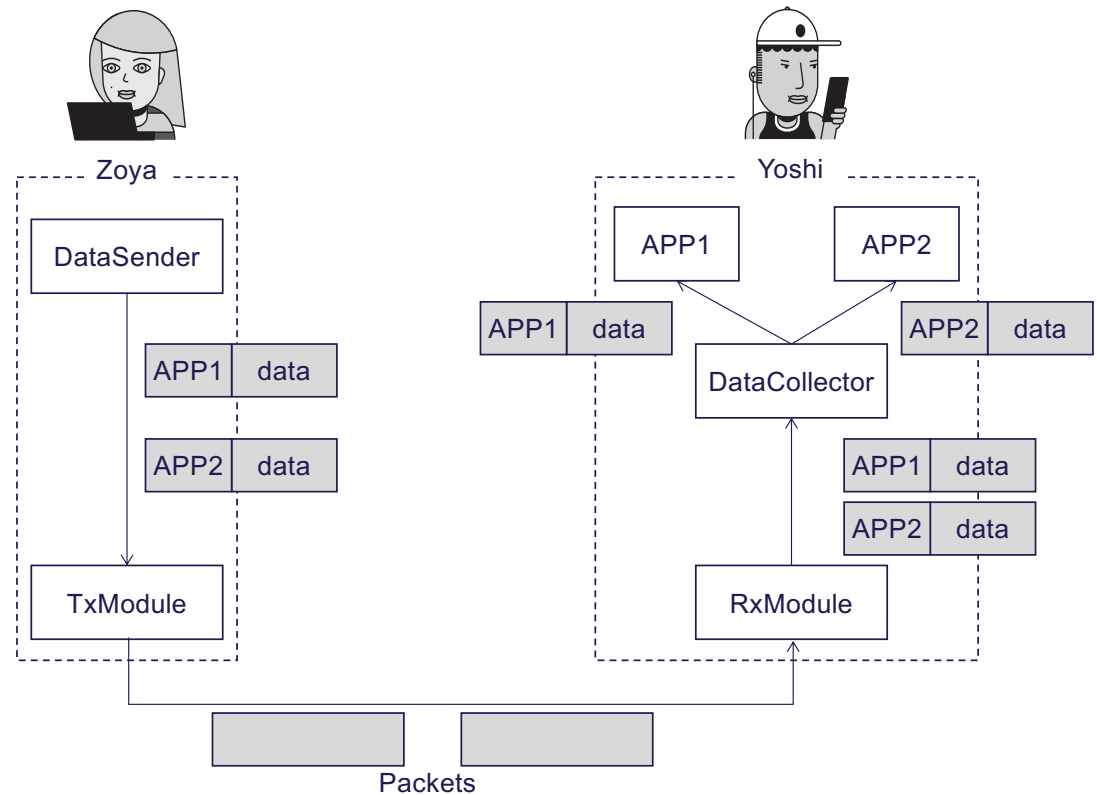 Zoya
Yoshi
DataSender
APP1
APP2
APP1 data
APP2 data
APP1 data
DataCollector
APP2 data
APP1 data
APP2 data
TxModule
RxModule
Packets